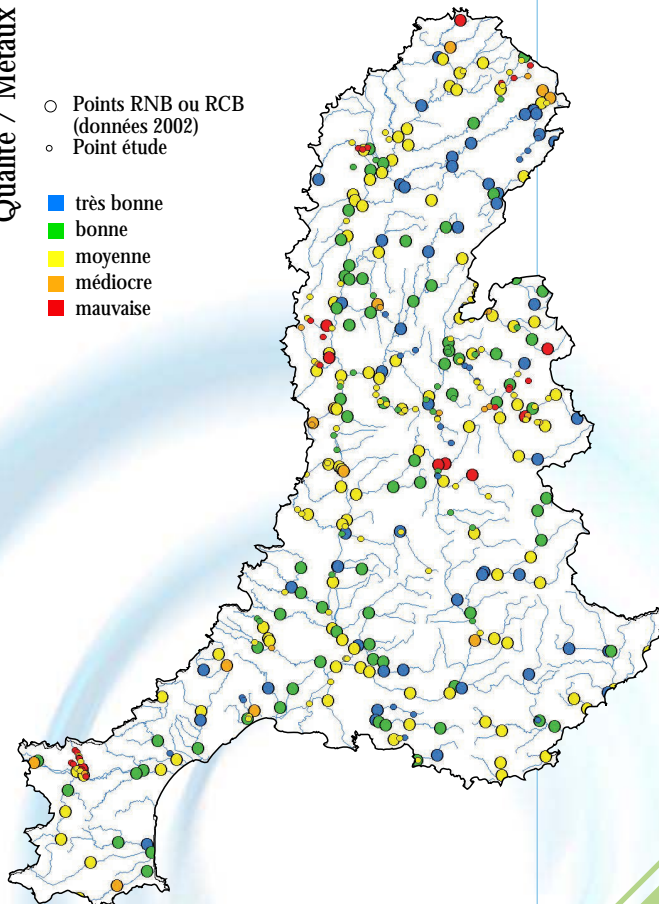 Qualité / Métaux
Points RNB ou RCB
(données 2002)
Point étude
très bonne
bonne
moyenne
médiocre
mauvaise